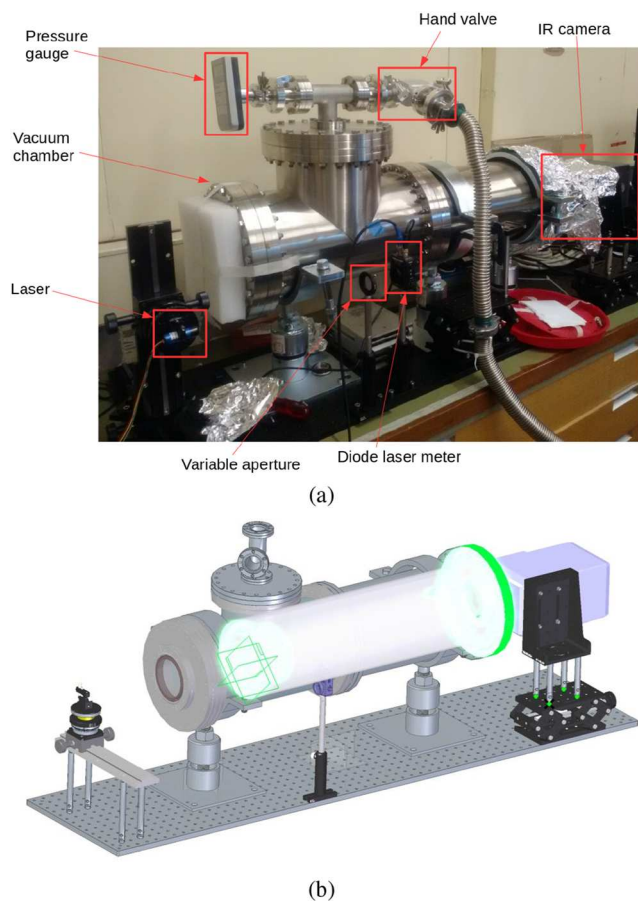 Pressure
gauge
Hand valve
IR camera
Vacuum
chamber
Laser
Variable aperture
Diode laser meter
(a)
(b)